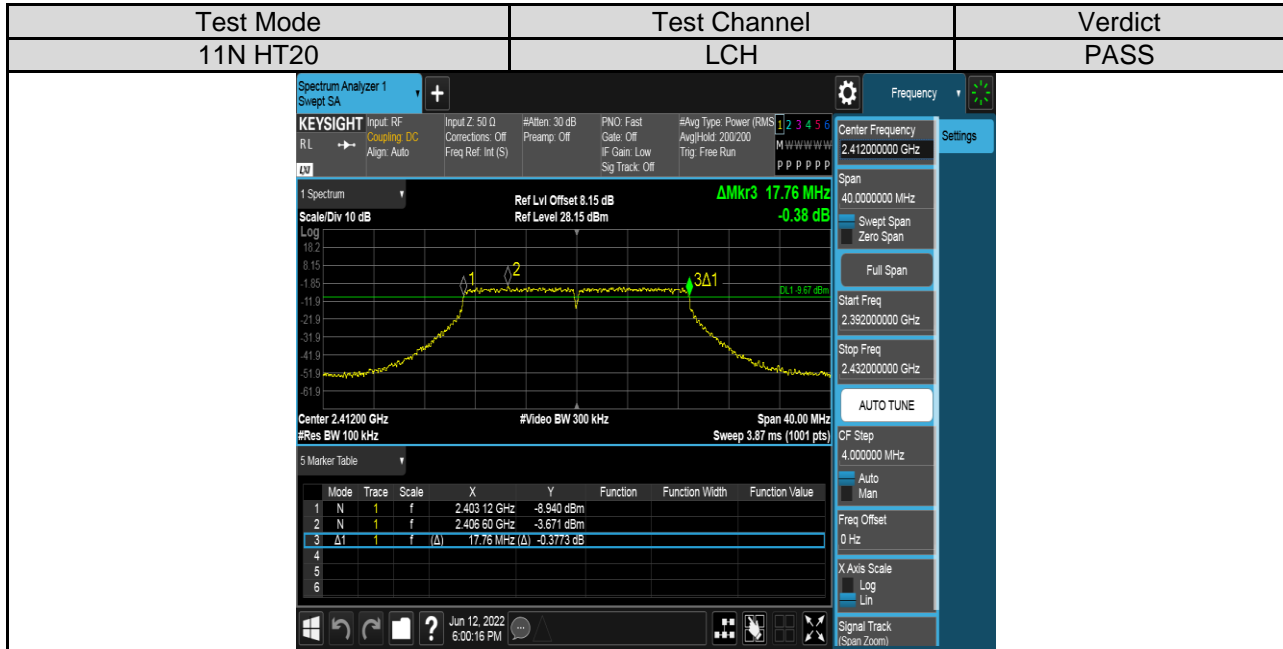 Test Mode Test Channel Verdict
11N HT20 LCH PASS
Spectrum Analyzer 1
Swept SA
+
Frequency
KEYSIGHT Input: RF Input Z: 50 Ω #Atten: 30 dB PNO: Fast #Avg Type: Power (RMS 1 2 3 4 5 6
RL Coupling: DC Corrections: Off Preamp: Off Gate: Off Avg|Hold: 200/200 M W W W W W
Align: Auto Freq Ref: Int (S) IF Gain: Low Trig: Free Run
Sig Track: Off P P P P P P
LXI
Center Frequency
2.412000000 GHz
Settings
1 Spectrum
Ref Lvl Offset 8.15 dB
ΔMkr3 17.76 MHz
Scale/Div 10 dB
Ref Level 28.15 dBm
-0.38 dB
Log
18.2
8.15
-1.85
-11.9
-21.9
-31.9
-41.9
-51.9
-61.9
1
2
3Δ1
DL1 -9.67 dBm
Center 2.41200 GHz #Video BW 300 kHz Span 40.00 MHz
#Res BW 100 kHz Sweep 3.87 ms (1001 pts)
Span
40.0000000 MHz
Swept Span
Zero Span
Full Span
Start Freq
2.392000000 GHz
Stop Freq
2.432000000 GHz
AUTO TUNE
CF Step
4.000000 MHz
Auto
Man
Freq Offset
0 Hz
X Axis Scale
Log
Lin
Signal Track
(Span Zoom)
5 Marker Table
Mode Trace Scale X Y Function Function Width Function Value
1 N 1 f 2.403 12 GHz -8.940 dBm
2 N 1 f 2.406 60 GHz -3.671 dBm
3 Δ1 1 f (Δ) 17.76 MHz (Δ) -0.3773 dB
4
5
6
?
Jun 12, 2022
6:00:16 PM